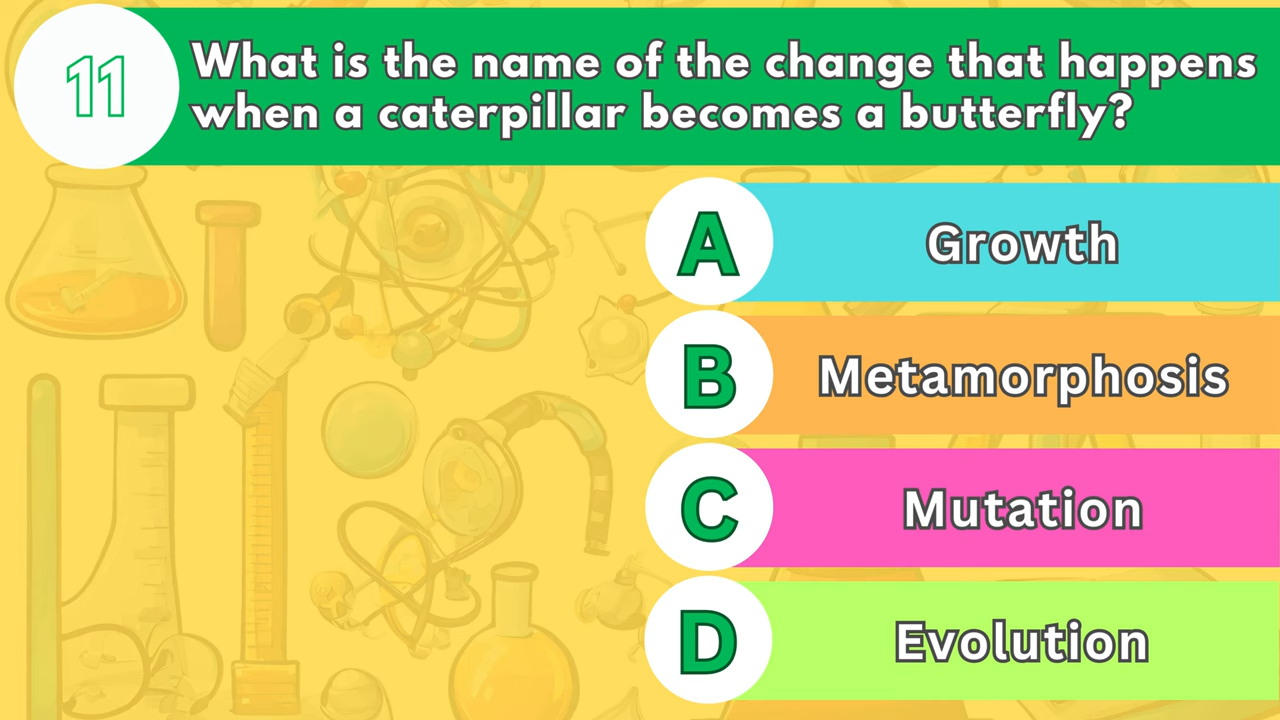 11
What is the name of the change that happens
when a caterpillar becomes a butterfly?
A
Growth
B
Metamorphosis
C
Mutation
D
Evolution